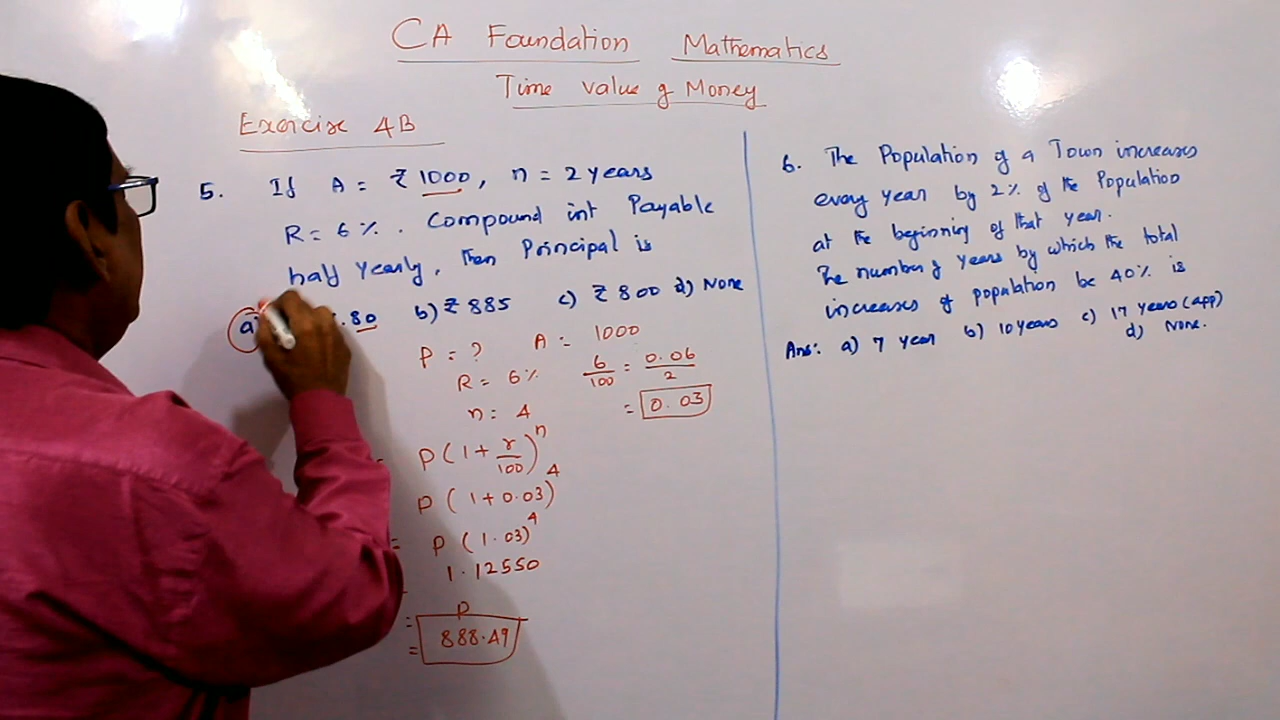 CA Foundation Mathematics
Time Value of Money
Exercise 4B
5. If A = ₹ 1000, n = 2 years
R = 6 %. Compound int Payable
half Yearly, then Principal is
a) .80 b) ₹ 885 c) ₹ 800 d) None
P = ? A = 1000
R = 6% 6/100 = 0.06/2
n = 4 = 0.03
P (1 + r/100)^n
P (1 + 0.03)^4
= P (1.03)^4
1.12550
P
=
= 888.49
6. The Population of a Town increases
every year by 2% of the Population
at the beginning of that year.
The number of years by which the total
increases of population be 40% is
Ans: a) 7 year b) 10 years c) 17 years (app)
d) None.